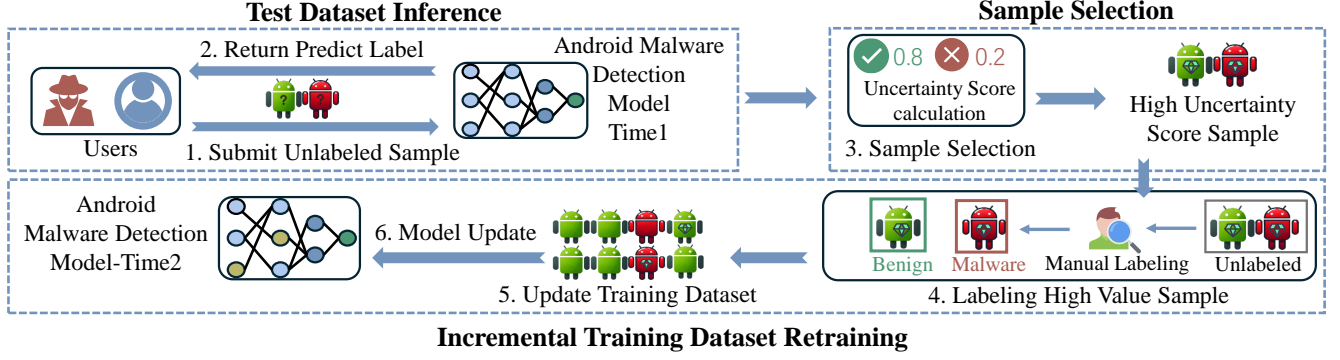 Test Dataset Inference
Sample Selection
2. Return Predict Label
Users
? ?
1. Submit Unlabeled Sample
Android Malware
Detection
Model
Time1
0.8 0.2
Uncertainty Score
calculation
3. Sample Selection
High Uncertainty
Score Sample
Android
Malware Detection
Model-Time2
6. Model Update
5. Update Training Dataset
Benign
Malware
Manual Labeling
Unlabeled
4. Labeling High Value Sample
Incremental Training Dataset Retraining